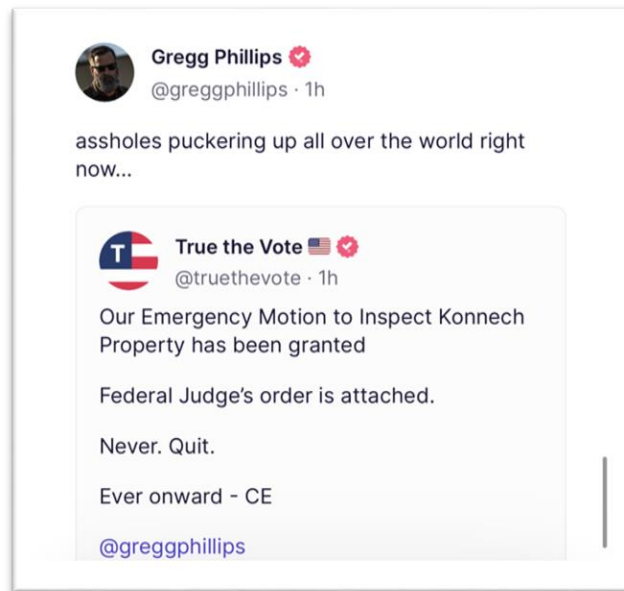 Gregg Phillips
@greggphillips · 1h
assholes puckering up all over the world right
now...
T
True the Vote 🇺🇸
@truethevote · 1h
Our Emergency Motion to Inspect Konnech
Property has been granted
Federal Judge's order is attached.
Never. Quit.
Ever onward - CE
@greggphillips